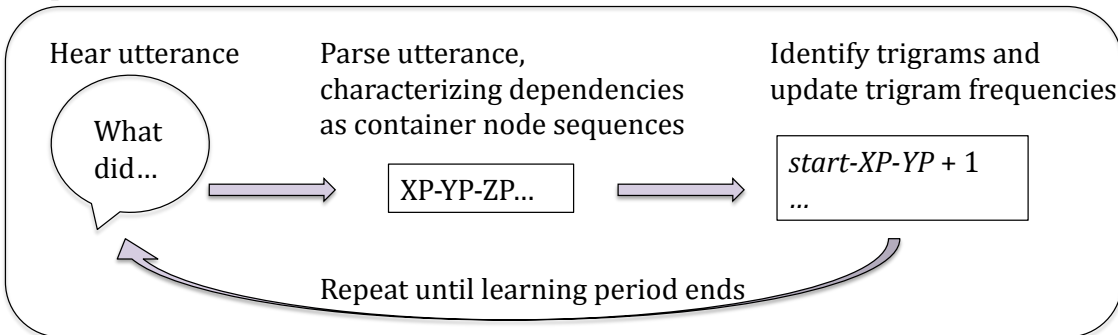 Hear utterance
What
did…
Parse utterance,
characterizing dependencies
as container node sequences
XP-YP-ZP…
Identify trigrams and
update trigram frequencies
start-XP-YP + 1
…
Repeat until learning period ends